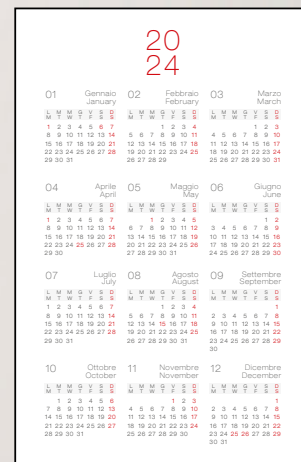 20
24
01 Gennaio
January
L M M G V S D
M T W T F S S
1 2 3 4 5 6 7
8 9 10 11 12 13 14
15 16 17 18 19 20 21
22 23 24 25 26 27 28
29 30 31
02 Febbraio
February
L M M G V S D
M T W T F S S
1 2 3 4
5 6 7 8 9 10 11
12 13 14 15 16 17 18
19 20 21 22 23 24 25
26 27 28 29
03 Marzo
March
L M M G V S D
M T W T F S S
1 2 3
4 5 6 7 8 9 10
11 12 13 14 15 16 17
18 19 20 21 22 23 24
25 26 27 28 29 30 31
04 Aprile
April
L M M G V S D
M T W T F S S
1 2 3 4 5 6 7
8 9 10 11 12 13 14
15 16 17 18 19 20 21
22 23 24 25 26 27 28
29 30
05 Maggio
May
L M M G V S D
M T W T F S S
1 2 3 4 5
6 7 8 9 10 11 12
13 14 15 16 17 18 19
20 21 22 23 24 25 26
27 28 29 30 31
06 Giugno
June
L M M G V S D
M T W T F S S
1 2
3 4 5 6 7 8 9
10 11 12 13 14 15 16
17 18 19 20 21 22 23
24 25 26 27 28 29 30
07 Luglio
July
L M M G V S D
M T W T F S S
1 2 3 4 5 6 7
8 9 10 11 12 13 14
15 16 17 18 19 20 21
22 23 24 25 26 27 28
29 30 31
08 Agosto
August
L M M G V S D
M T W T F S S
1 2 3 4
5 6 7 8 9 10 11
12 13 14 15 16 17 18
19 20 21 22 23 24 25
26 27 28 29 30 31
09 Settembre
September
L M M G V S D
M T W T F S S
1
2 3 4 5 6 7 8
9 10 11 12 13 14 15
16 17 18 19 20 21 22
23 24 25 26 27 28 29
30
10 Ottobre
October
L M M G V S D
M T W T F S S
1 2 3 4 5 6
7 8 9 10 11 12 13
14 15 16 17 18 19 20
21 22 23 24 25 26 27
28 29 30 31
11 Novembre
November
L M M G V S D
M T W T F S S
1 2 3
4 5 6 7 8 9 10
11 12 13 14 15 16 17
18 19 20 21 22 23 24
25 26 27 28 29 30
12 Dicembre
December
L M M G V S D
M T W T F S S
1
2 3 4 5 6 7 8
9 10 11 12 13 14 15
16 17 18 19 20 21 22
23 24 25 26 27 28 29
30 31